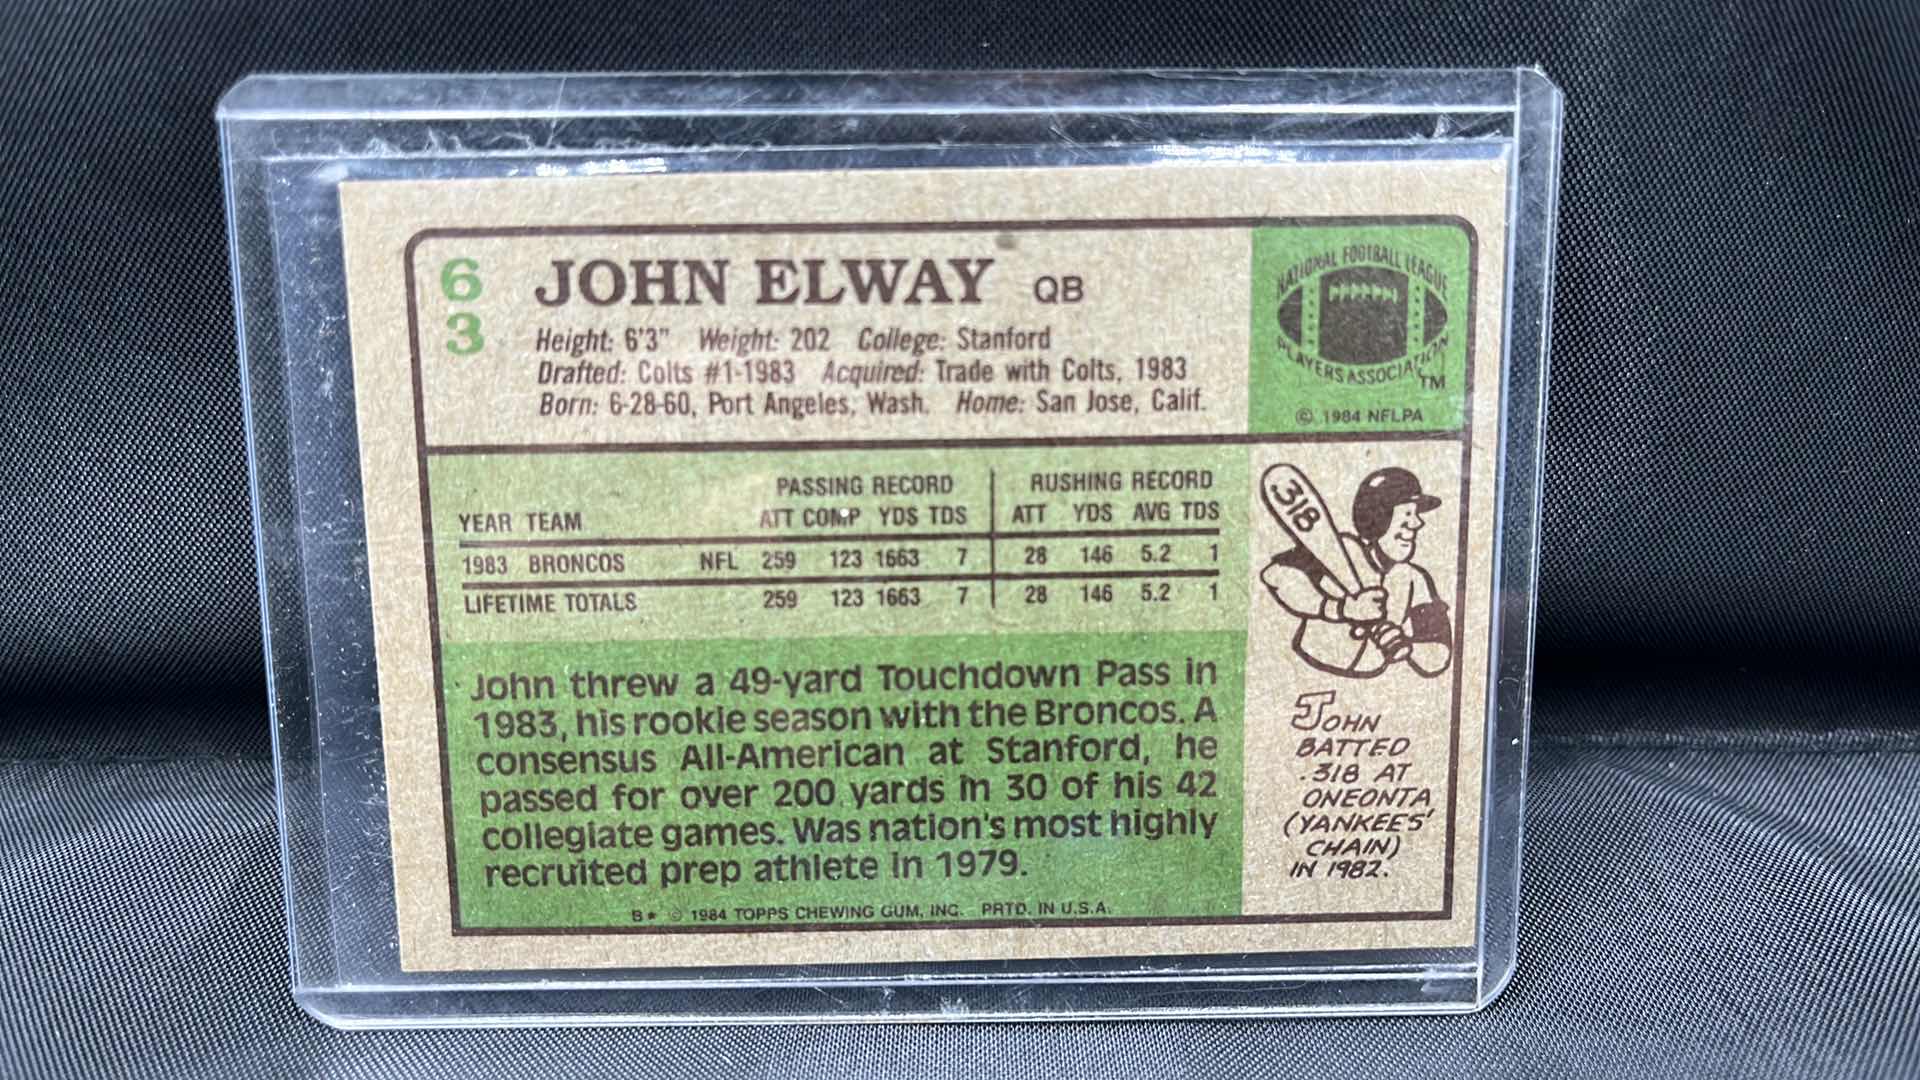 6
3
JOHN ELWAY QB
Height: 6'3" Weight: 202 College: Stanford
Drafted: Colts #1-1983 Acquired: Trade with Colts, 1983
Born: 6-28-60, Port Angeles, Wash. Home: San Jose, Calif.
NATIONAL FOOTBALL LEAGUE
PLAYERS ASSOCIATION
TM
© 1984 NFLPA
PASSING RECORD RUSHING RECORD
YEAR TEAM ATT COMP YDS TDS ATT YDS AVG TDS
1983 BRONCOS NFL 259 123 1663 7 28 146 5.2 1
LIFETIME TOTALS 259 123 1663 7 28 146 5.2 1
John threw a 49-yard Touchdown Pass in
1983, his rookie season with the Broncos. A
consensus All-American at Stanford, he
passed for over 200 yards in 30 of his 42
collegiate games. Was nation's most highly
recruited prep athlete in 1979.
B* © 1984 TOPPS CHEWING GUM, INC. PRTD. IN U.S.A.
.318
JOHN
BATTED
.318 AT
ONEONTA
(YANKEES'
CHAIN)
IN 1982.